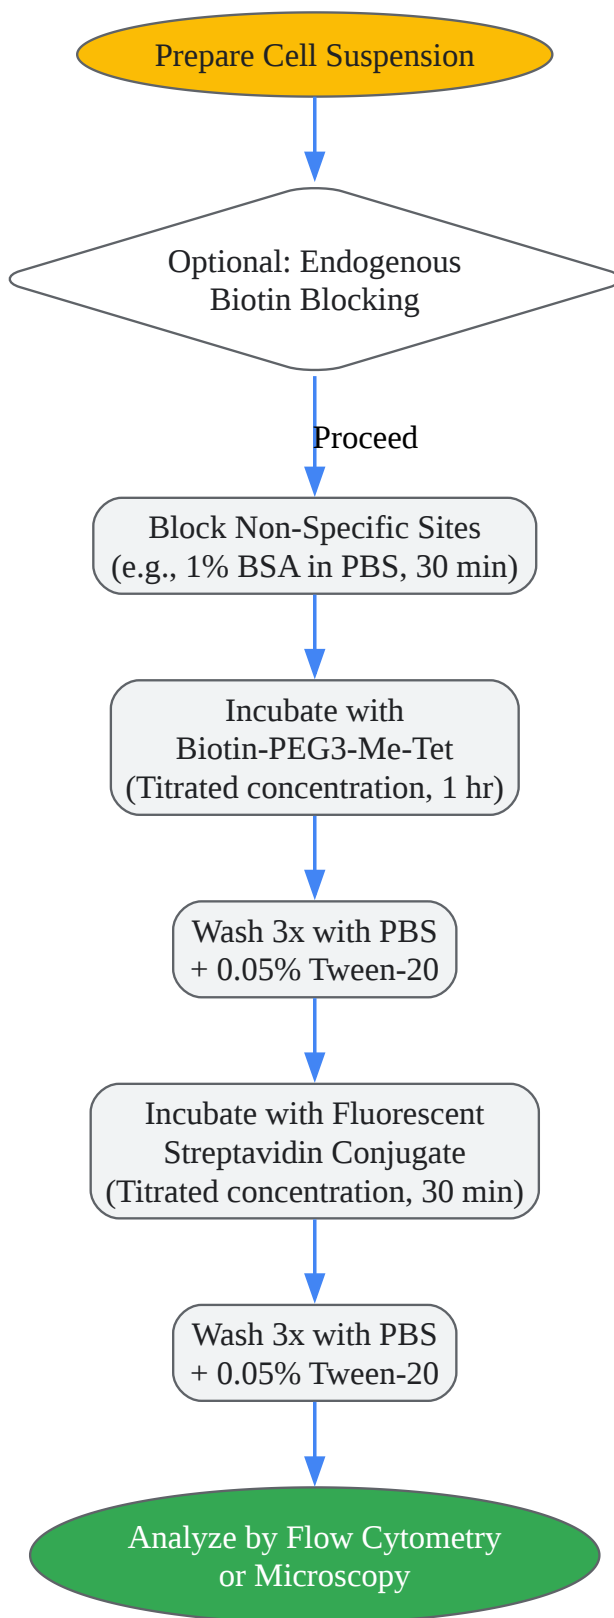 Prepare Cell Suspension
Optional: Endogenous
Biotin Blocking
Proceed
Block Non-Specific Sites
(e.g., 1% BSA in PBS, 30 min)
Incubate with
Biotin-PEG3-Me-Tet
(Titrated concentration, 1 hr)
Wash 3x with PBS
+ 0.05% Tween-20
Incubate with Fluorescent
Streptavidin Conjugate
(Titrated concentration, 30 min)
Wash 3x with PBS
+ 0.05% Tween-20
Analyze by Flow Cytometry
or Microscopy